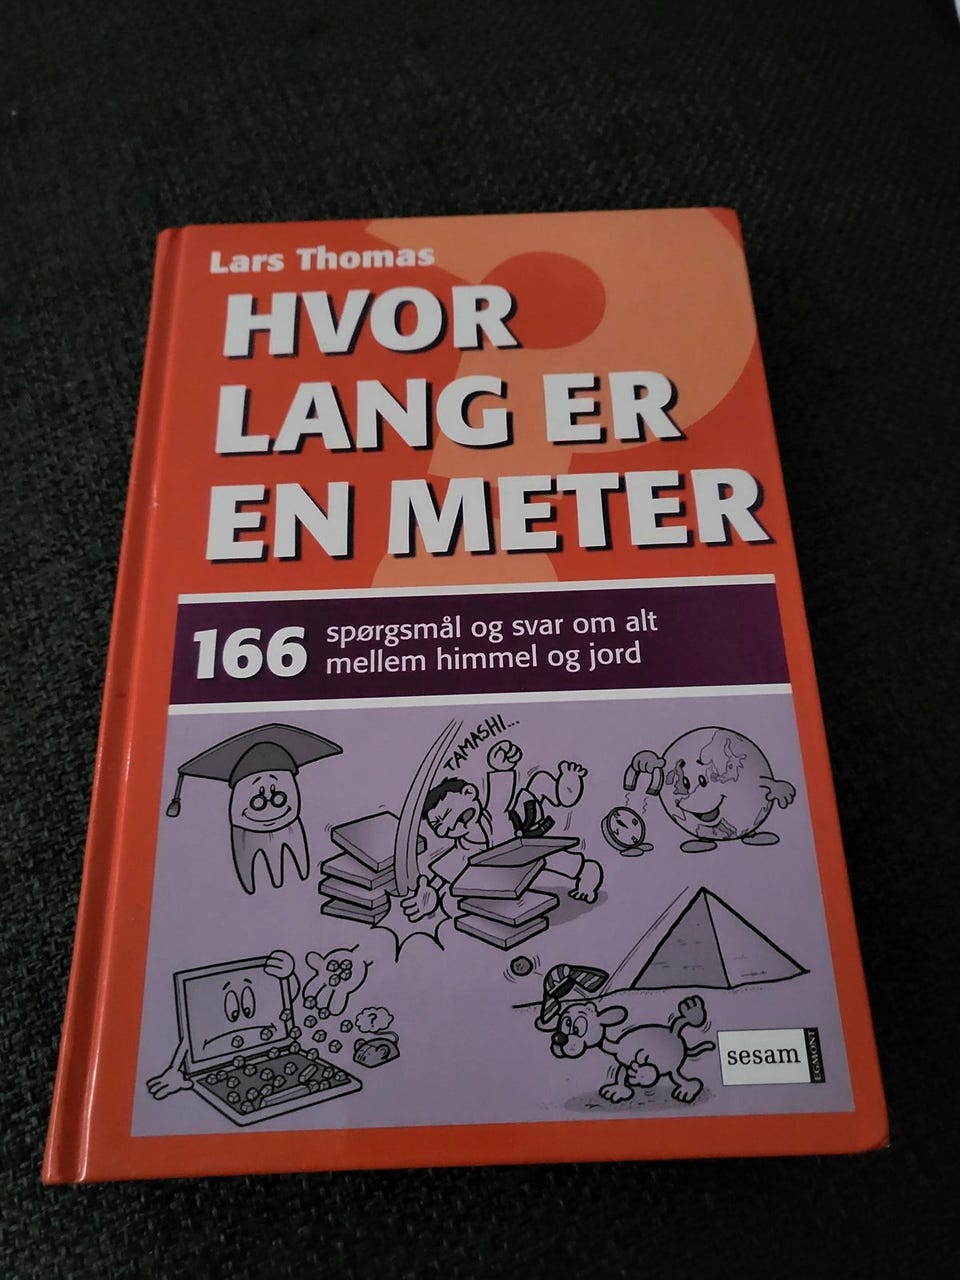 Lars Thomas
HVOR
LANG ER
EN METER
166 spørgsmål og svar om alt
mellem himmel og jord
TAMASHI...
?
sesam
EGMONT